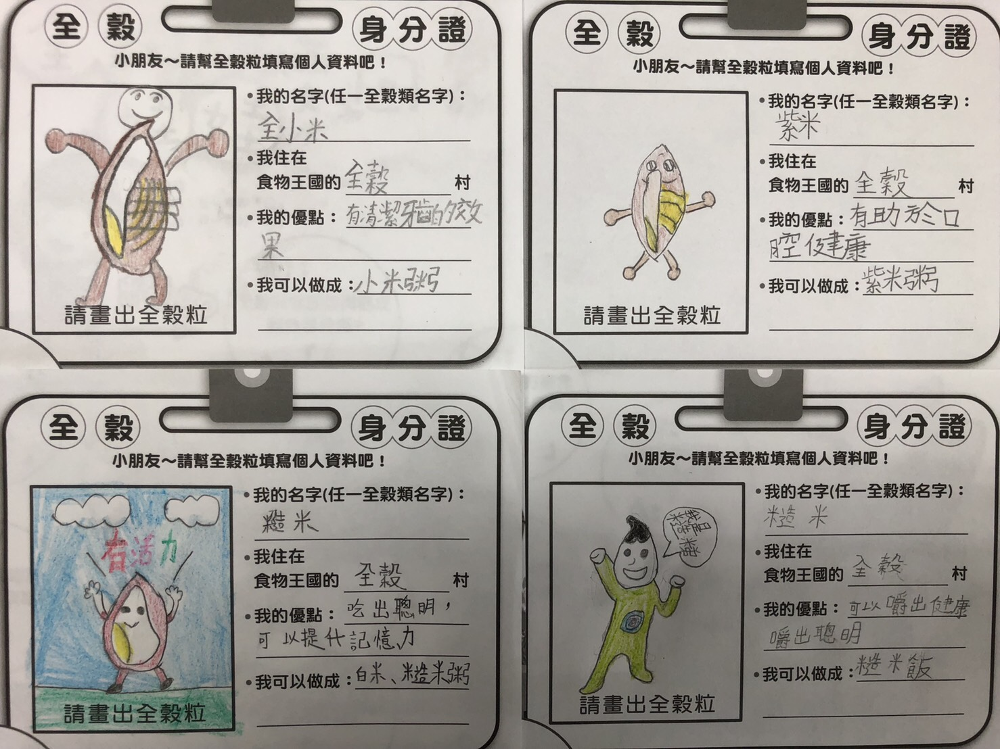 全穀 身分證
小朋友～請幫全穀粒填寫個人資料吧！
•我的名字(任一全穀類名字)：
全小米
•我住在
食物王國的 全穀 村
•我的優點：有清潔牙齒的效
果
•我可以做成：小米粥
請畫出全穀粒
全穀 身分證
小朋友～請幫全穀粒填寫個人資料吧！
•我的名字(任一全穀類名字)：
紫米
•我住在
食物王國的 全穀 村
•我的優點：有助於口
腔健康
•我可以做成：紫米粥
請畫出全穀粒
全穀 身分證
小朋友～請幫全穀粒填寫個人資料吧！
有活力
•我的名字(任一全穀類名字)：
糙米
•我住在
食物王國的 全穀 村
•我的優點：吃出聰明，
可以提代記憶力
•我可以做成：白米、糙米粥
請畫出全穀粒
全穀 身分證
小朋友～請幫全穀粒填寫個人資料吧！
我是
糙米
•我的名字(任一全穀類名字)：
糙米
•我住在
食物王國的 全穀 村
•我的優點：可以嚼出健康
嚼出聰明
•我可以做成：糙米飯
請畫出全穀粒